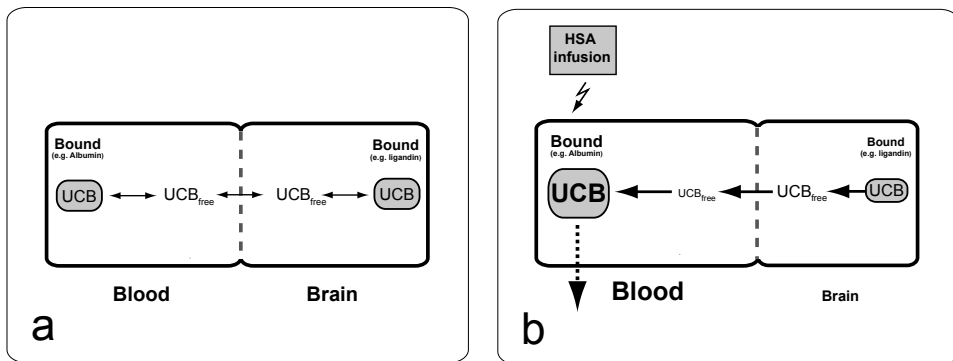 Bound
(e.g. Albumin)
Bound
(e.g. ligandin)
UCB
UCBfree
UCBfree
UCB
Blood
Brain
a
HSA
infusion
Bound
(e.g. Albumin)
Bound
(e.g. ligandin)
UCB
UCBfree
UCBfree
UCB
Blood
Brain
b